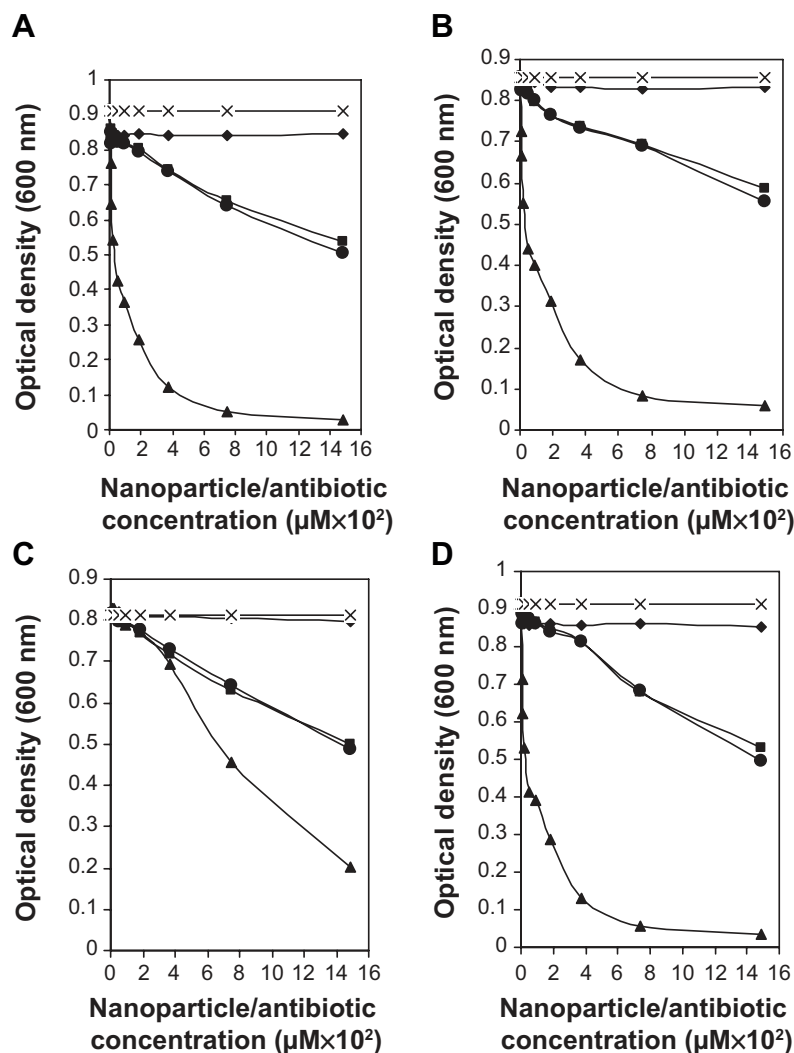 A
1
0.9
0.8
0.7
0.6
0.5
0.4
0.3
0.2
0.1
0
Optical density (600 nm)
0 2 4 6 8 10 12 14 16
Nanoparticle/antibiotic
concentration (µM×10²)
B
0.9
0.8
0.7
0.6
0.5
0.4
0.3
0.2
0.1
0
Optical density (600 nm)
0 2 4 6 8 10 12 14 16
Nanoparticle/antibiotic
concentration (µM×10²)
C
0.9
0.8
0.7
0.6
0.5
0.4
0.3
0.2
0.1
0
Optical density (600 nm)
0 2 4 6 8 10 12 14 16
Nanoparticle/antibiotic
concentration (µM×10²)
D
1
0.9
0.8
0.7
0.6
0.5
0.4
0.3
0.2
0.1
0
Optical density (600 nm)
0 2 4 6 8 10 12 14 16
Nanoparticle/antibiotic
concentration (µM×10²)